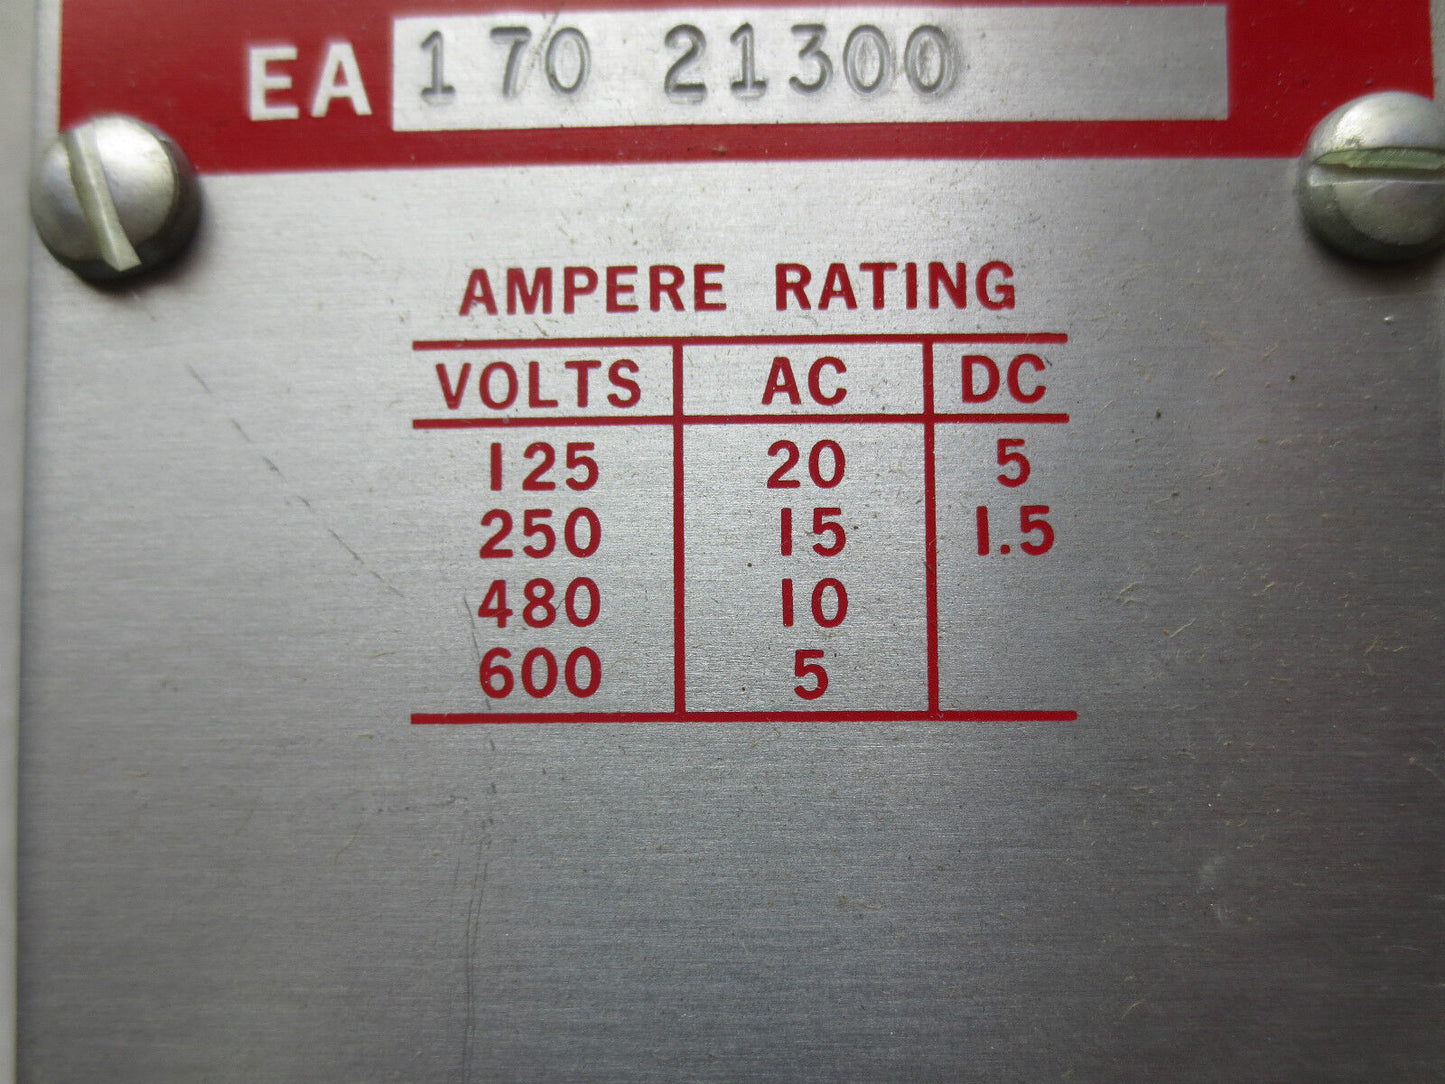 EA 170 21300
AMPERE RATING
VOLTS AC DC
125 20 5
250 15 1.5
480 10
600 5